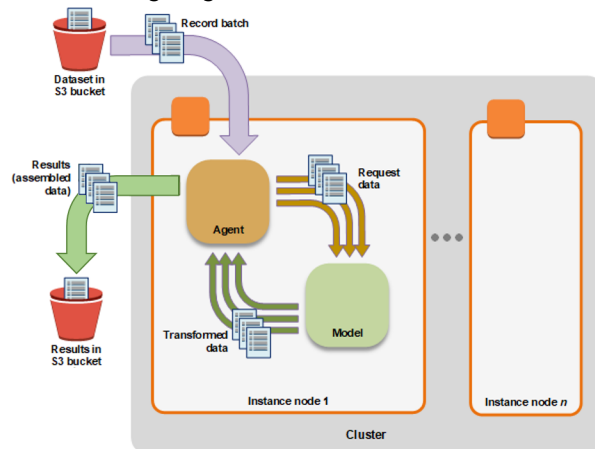 Record batch
Dataset in
S3 bucket
Results
(assembled
data)
Request
data
Agent
Transformed
data
Model
Results in
S3 bucket
Instance node 1
Instance node n
Cluster